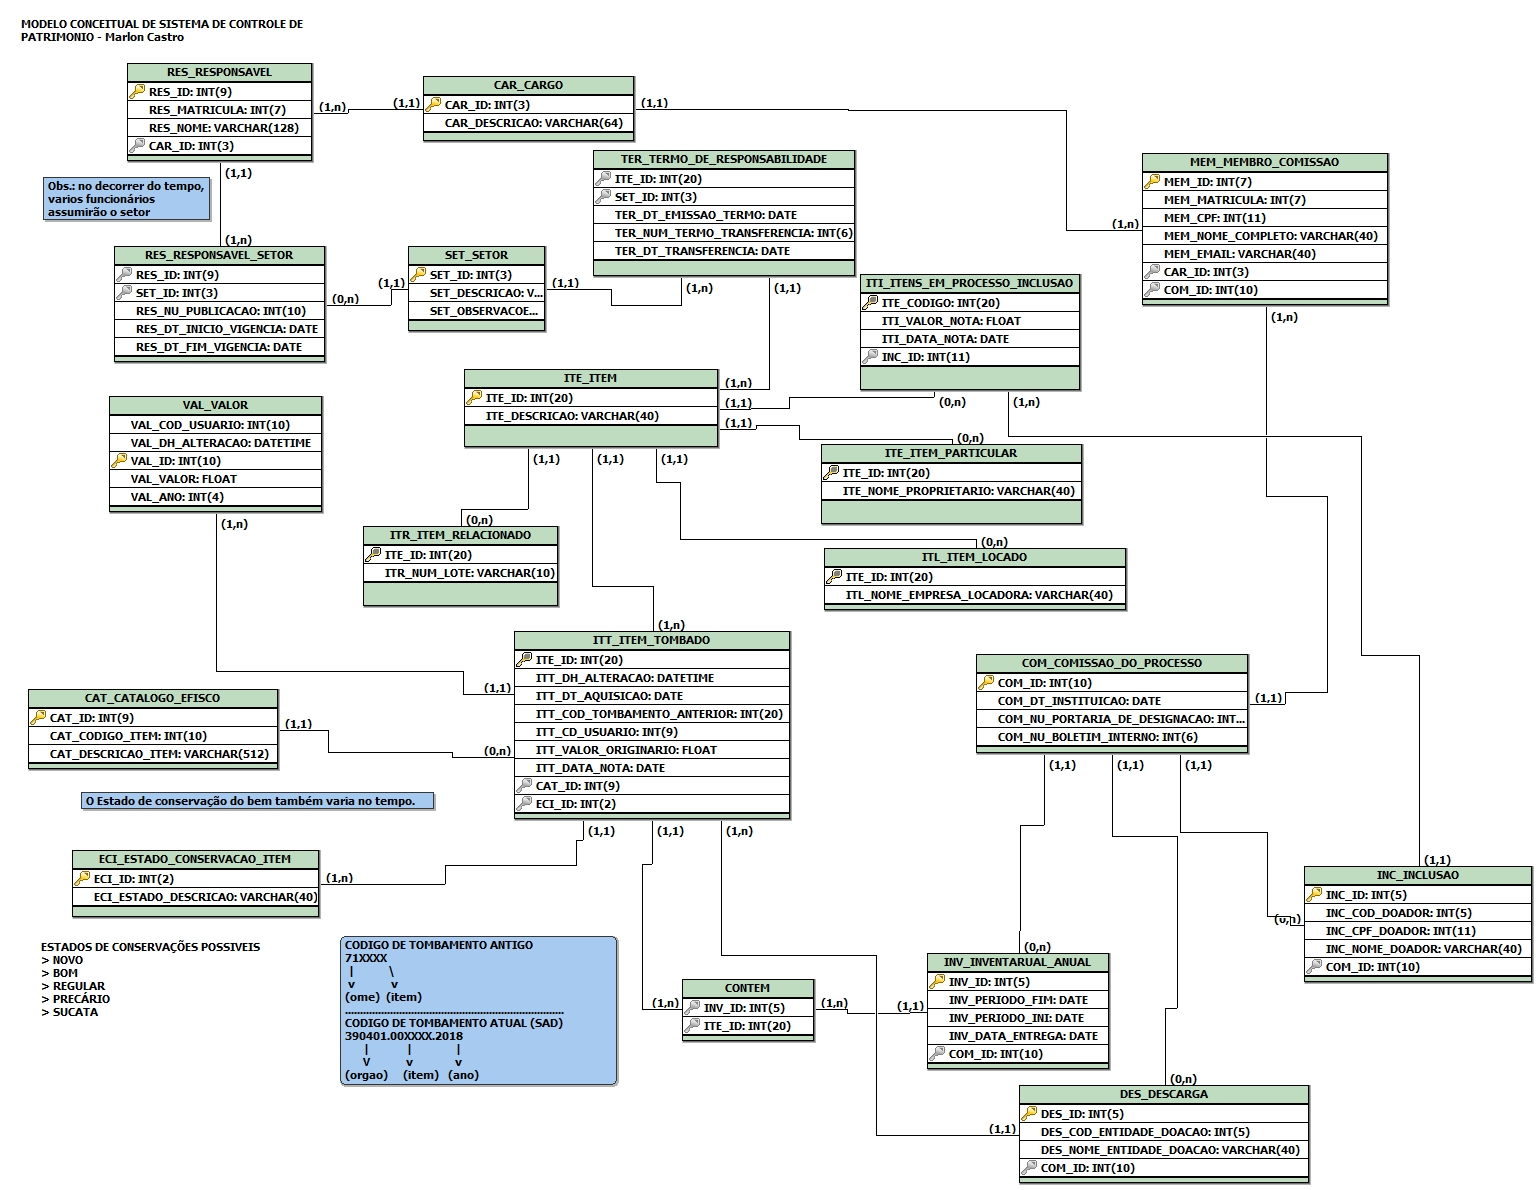 MODELO CONCEITUAL DE SISTEMA DE CONTROLE DE
PATRIMONIO - Marlon Castro
RES_RESPONSAVEL
RES_ID: INT(9)
RES_MATRICULA: INT(7)
RES_NOME: VARCHAR(128)
CAR_ID: INT(3)
(1,n)
(1,1)
CAR_CARGO
CAR_ID: INT(3)
CAR_DESCRICAO: VARCHAR(64)
(1,1)
(1,1)
Obs.: no decorrer do tempo,
varios funcionários
assumirão o setor
(1,n)
TER_TERMO_DE_RESPONSABILIDADE
ITE_ID: INT(20)
SET_ID: INT(3)
TER_DT_EMISSAO_TERMO: DATE
TER_NUM_TERMO_TRANSFERENCIA: INT(6)
TER_DT_TRANSFERENCIA: DATE
(1,n)
(1,1)
MEM_MEMBRO_COMISSAO
MEM_ID: INT(7)
MEM_MATRICULA: INT(7)
MEM_CPF: INT(11)
MEM_NOME_COMPLETO: VARCHAR(40)
MEM_EMAIL: VARCHAR(40)
CAR_ID: INT(3)
COM_ID: INT(10)
(1,n)
(1,n)
RES_RESPONSAVEL_SETOR
RES_ID: INT(9)
SET_ID: INT(3)
RES_NU_PUBLICACAO: INT(10)
RES_DT_INICIO_VIGENCIA: DATE
RES_DT_FIM_VIGENCIA: DATE
(0,n)
(1,1)
SET_SETOR
SET_ID: INT(3)
SET_DESCRICAO: V...
SET_OBSERVACOE...
(1,1)
ITI_ITENS_EM_PROCESSO_INCLUSAO
ITE_CODIGO: INT(20)
ITI_VALOR_NOTA: FLOAT
ITI_DATA_NOTA: DATE
INC_ID: INT(11)
(0,n)
(1,n)
ITE_ITEM
ITE_ID: INT(20)
ITE_DESCRICAO: VARCHAR(40)
(1,n)
(1,1)
(1,1)
(1,1)
(1,1)
(1,1)
VAL_VALOR
VAL_COD_USUARIO: INT(10)
VAL_DH_ALTERACAO: DATETIME
VAL_ID: INT(10)
VAL_VALOR: FLOAT
VAL_ANO: INT(4)
(1,n)
(0,n)
ITE_ITEM_PARTICULAR
ITE_ID: INT(20)
ITE_NOME_PROPRIETARIO: VARCHAR(40)
(0,n)
ITR_ITEM_RELACIONADO
ITE_ID: INT(20)
ITR_NUM_LOTE: VARCHAR(10)
(0,n)
ITL_ITEM_LOCADO
ITE_ID: INT(20)
ITL_NOME_EMPRESA_LOCADORA: VARCHAR(40)
(1,n)
ITT_ITEM_TOMBADO
ITE_ID: INT(20)
ITT_DH_ALTERACAO: DATETIME
ITT_DT_AQUISICAO: DATE
ITT_COD_TOMBAMENTO_ANTERIOR: INT(20)
ITT_CD_USUARIO: INT(9)
ITT_VALOR_ORIGINARIO: FLOAT
ITT_DATA_NOTA: DATE
CAT_ID: INT(9)
ECI_ID: INT(2)
(1,1)
(0,n)
(1,1)
(1,1)
(1,n)
CAT_CATALOGO_EFISCO
CAT_ID: INT(9)
CAT_CODIGO_ITEM: INT(10)
CAT_DESCRICAO_ITEM: VARCHAR(512)
(1,1)
O Estado de conservação do bem também varia no tempo.
COM_COMISSAO_DO_PROCESSO
COM_ID: INT(10)
COM_DT_INSTITUICAO: DATE
COM_NU_PORTARIA_DE_DESIGNACAO: INT...
COM_NU_BOLETIM_INTERNO: INT(6)
(1,1)
(1,1)
(1,1)
(1,1)
ECI_ESTADO_CONSERVACAO_ITEM
ECI_ID: INT(2)
ECI_ESTADO_DESCRICAO: VARCHAR(40)
(1,n)
(1,1)
INC_INCLUSAO
INC_ID: INT(5)
INC_COD_DOADOR: INT(5)
INC_CPF_DOADOR: INT(11)
INC_NOME_DOADOR: VARCHAR(40)
COM_ID: INT(10)
(0,n)
ESTADOS DE CONSERVAÇÕES POSSIVEIS
> NOVO
> BOM
> REGULAR
> PRECÁRIO
> SUCATA
CODIGO DE TOMBAMENTO ANTIGO
71XXXX
| \
v v
(ome) (item)
.........................................................................
CODIGO DE TOMBAMENTO ATUAL (SAD)
390401.00XXXX.2018
| | |
V v v
(orgao) (item) (ano)
(1,n)
CONTEM
INV_ID: INT(5)
ITE_ID: INT(20)
(1,n)
(1,1)
(0,n)
INV_INVENTARUAL_ANUAL
INV_ID: INT(5)
INV_PERIODO_FIM: DATE
INV_PERIODO_INI: DATE
INV_DATA_ENTREGA: DATE
COM_ID: INT(10)
(0,n)
(1,1)
DES_DESCARGA
DES_ID: INT(5)
DES_COD_ENTIDADE_DOACAO: INT(5)
DES_NOME_ENTIDADE_DOACAO: VARCHAR(40)
COM_ID: INT(10)